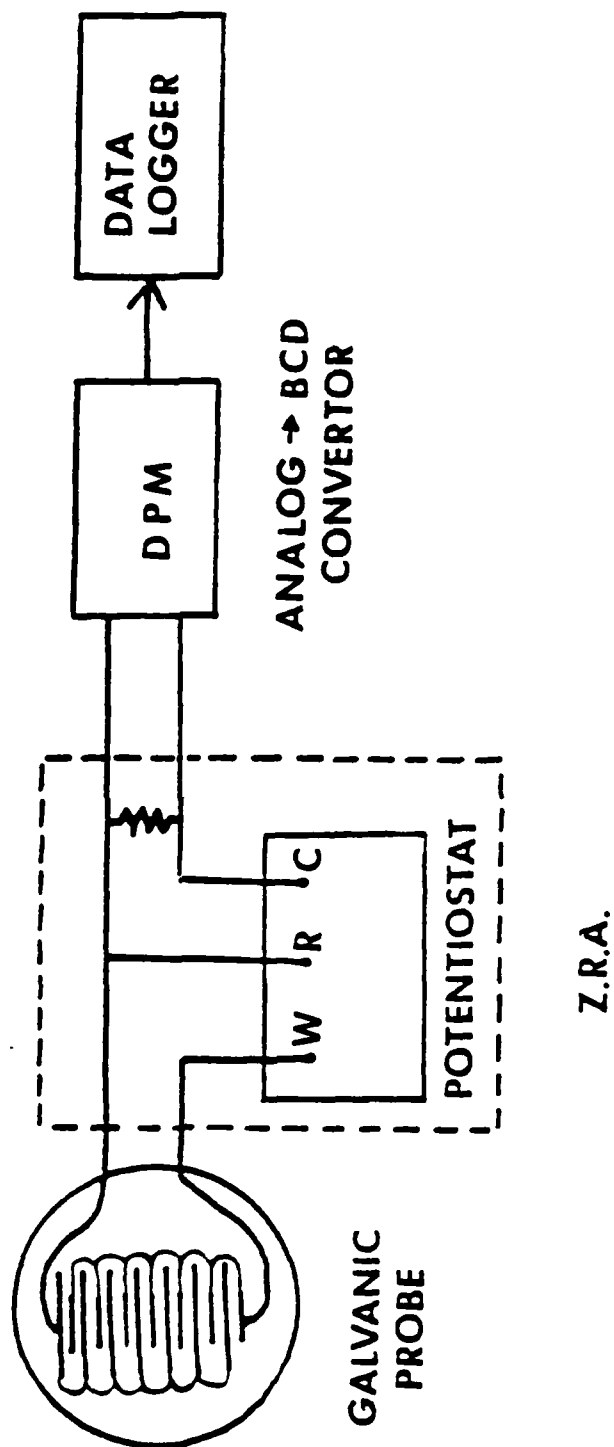 GALVANIC
PROBE
W
R
C
POTENTIOSTAT
Z.R.A.
DPM
ANALOG → BCD
CONVERTOR
DATA
LOGGER